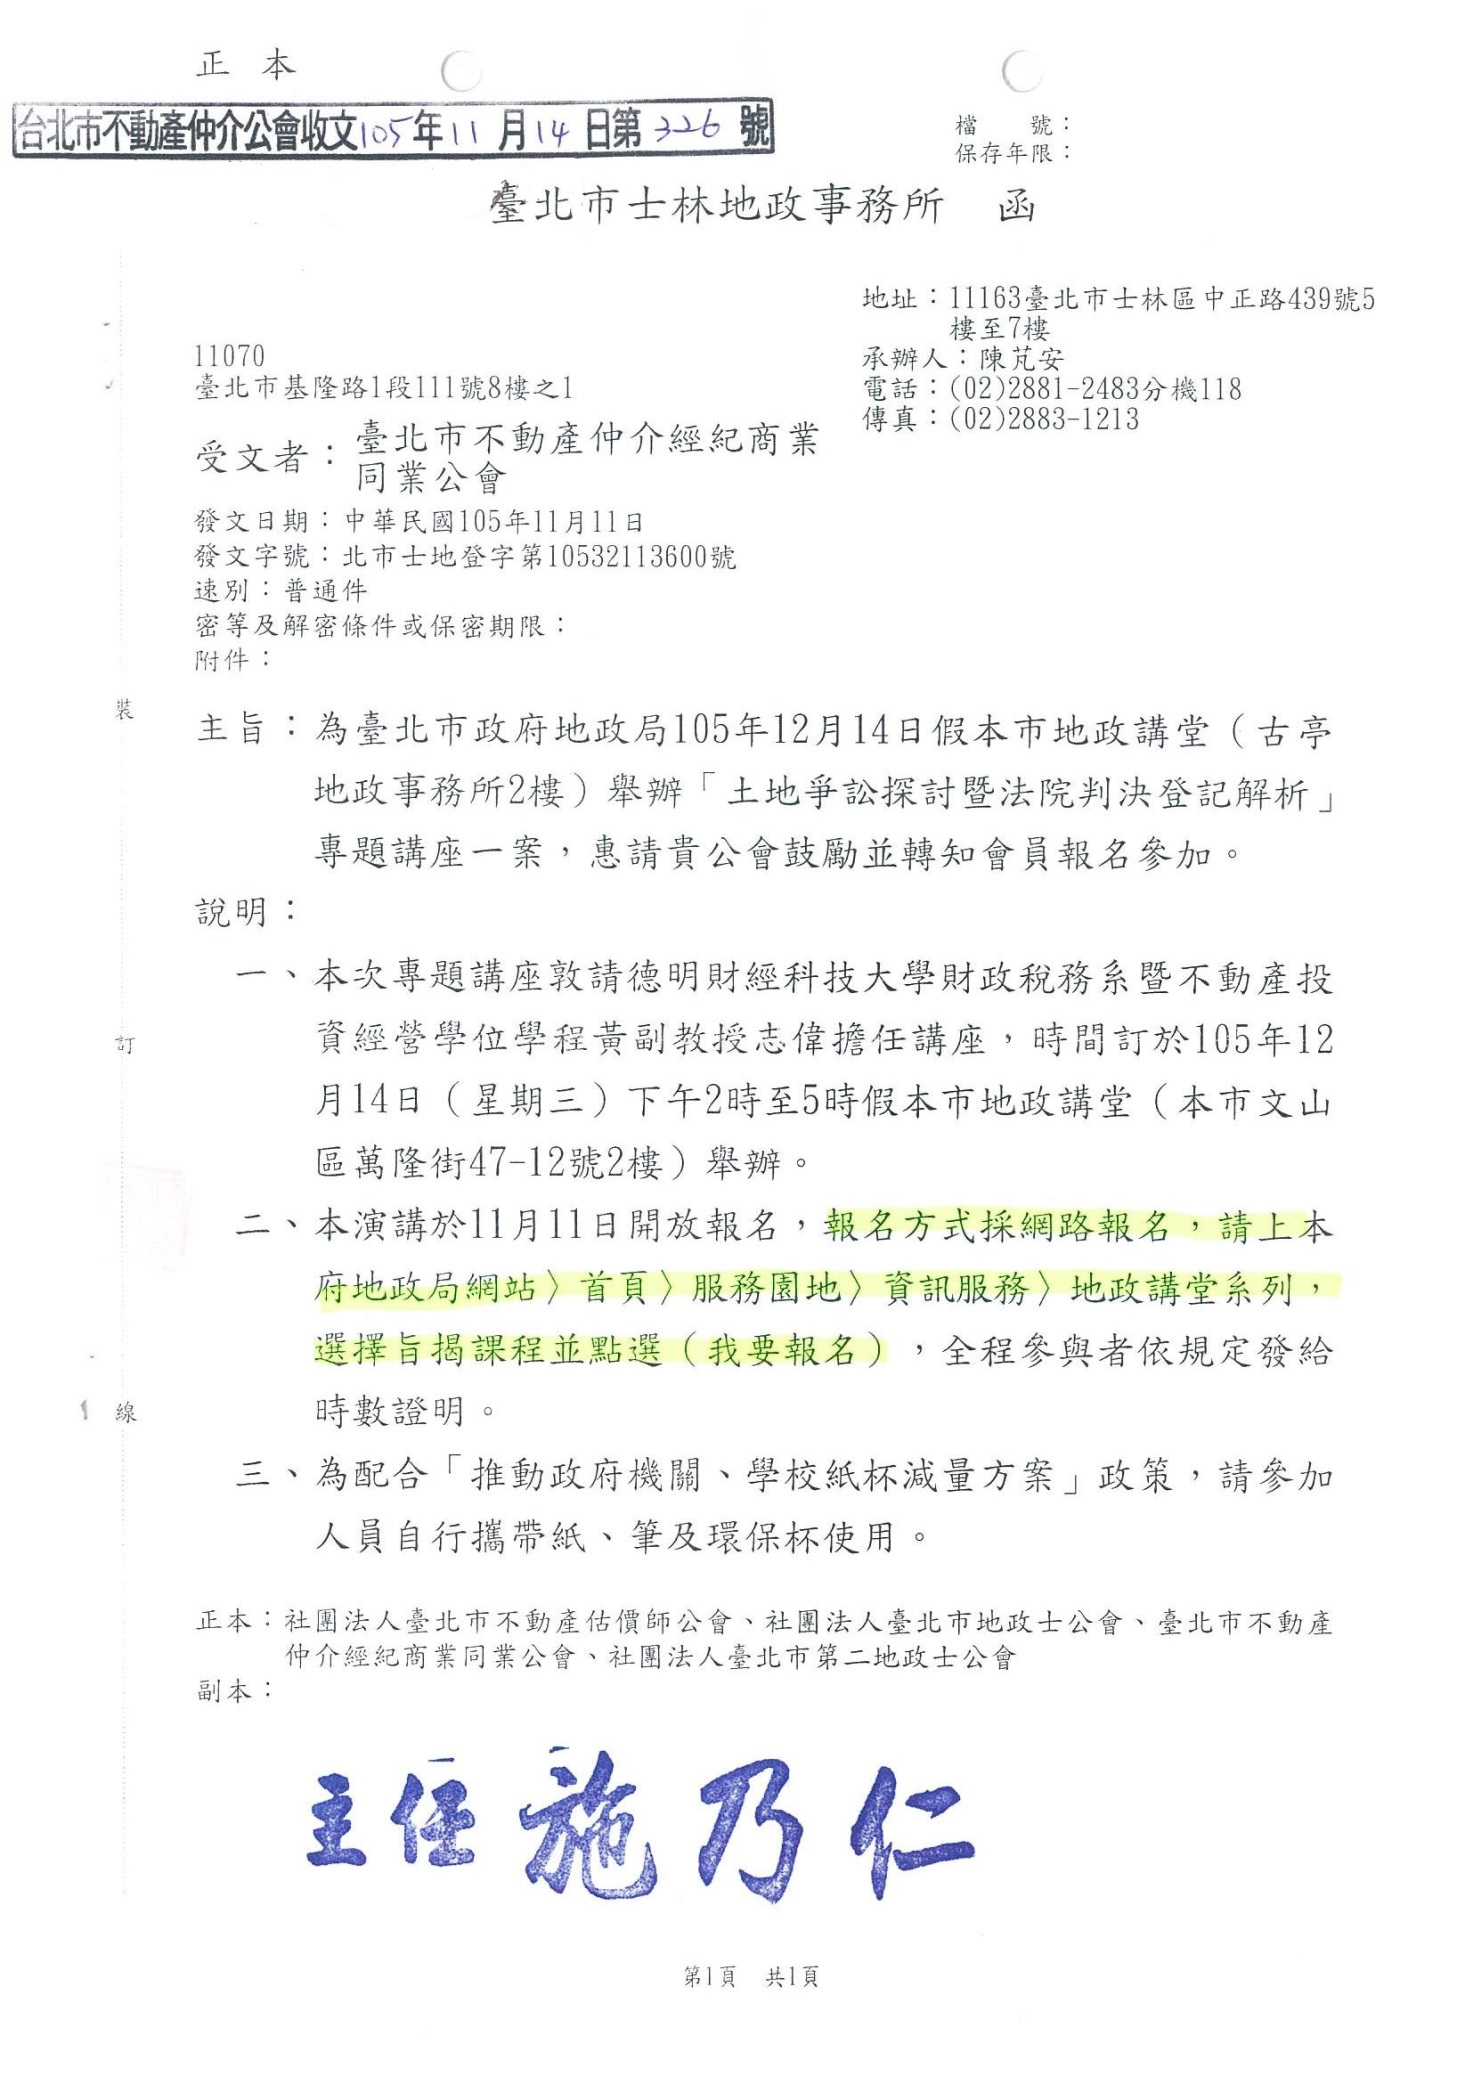 正 本
台北市不動產仲介公會收文105年11月14日第326號
檔　　號：
保存年限：
臺北市士林地政事務所　函
地址：11163臺北市士林區中正路439號5
樓至7樓
承辦人：陳芃安
電話：(02)2881-2483分機118
傳真：(02)2883-1213
11070
臺北市基隆路1段111號8樓之1
受文者：臺北市不動產仲介經紀商業
同業公會
發文日期：中華民國105年11月11日
發文字號：北市士地登字第10532113600號
速別：普通件
密等及解密條件或保密期限：
附件：
主旨：為臺北市政府地政局105年12月14日假本市地政講堂（古亭
地政事務所2樓）舉辦「土地爭訟探討暨法院判決登記解析」
專題講座一案，惠請貴公會鼓勵並轉知會員報名參加。
說明：
一、本次專題講座敦請德明財經科技大學財政稅務系暨不動產投
資經營學位學程黃副教授志偉擔任講座，時間訂於105年12
月14日（星期三）下午2時至5時假本市地政講堂（本市文山
區萬隆街47-12號2樓）舉辦。
二、本演講於11月11日開放報名，報名方式採網路報名，請上本
府地政局網站〉首頁〉服務園地〉資訊服務〉地政講堂系列，
選擇旨揭課程並點選（我要報名），全程參與者依規定發給
時數證明。
三、為配合「推動政府機關、學校紙杯減量方案」政策，請參加
人員自行攜帶紙、筆及環保杯使用。
正本：社團法人臺北市不動產估價師公會、社團法人臺北市地政士公會、臺北市不動產
仲介經紀商業同業公會、社團法人臺北市第二地政士公會
副本：
主任 施乃仁
第1頁　共1頁
裝
訂
線